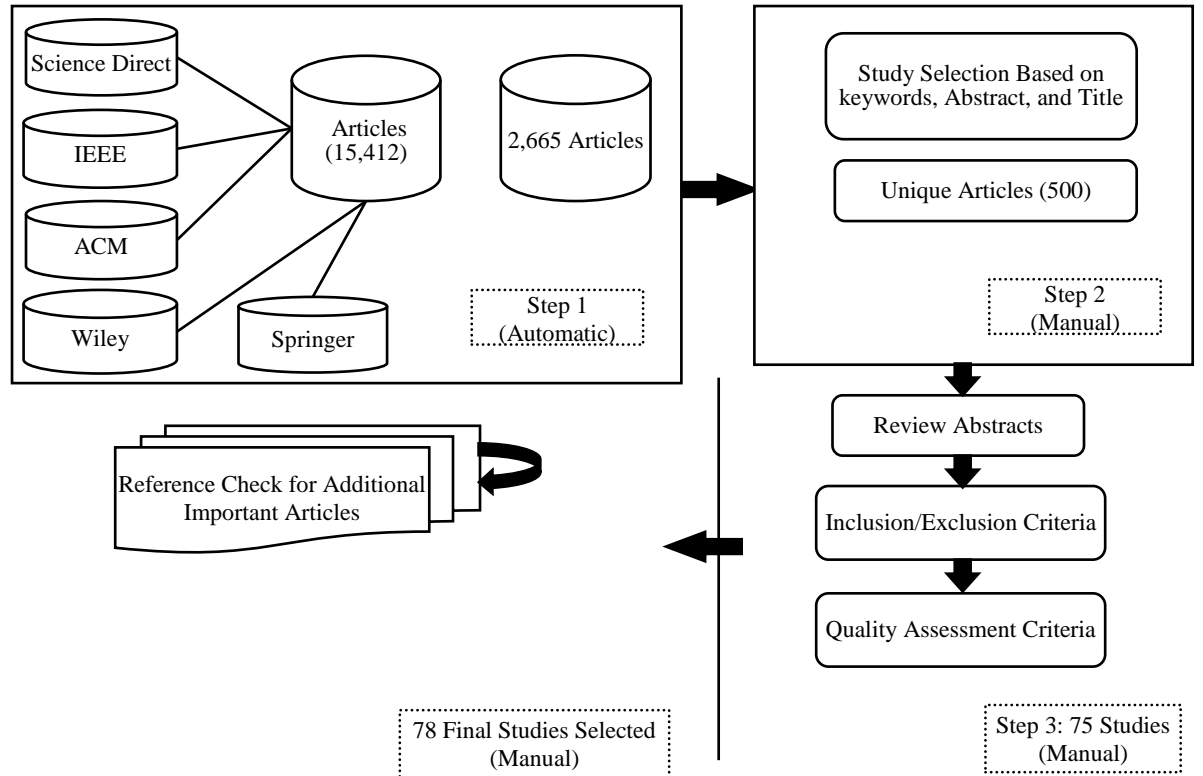 Science Direct
IEEE
ACM
Wiley
Springer
Articles
(15,412)
2,665 Articles
Step 1
(Automatic)
Study Selection Based on
keywords, Abstract, and Title
Unique Articles (500)
Step 2
(Manual)
Review Abstracts
Inclusion/Exclusion Criteria
Quality Assessment Criteria
Step 3: 75 Studies
(Manual)
Reference Check for Additional
Important Articles
78 Final Studies Selected
(Manual)